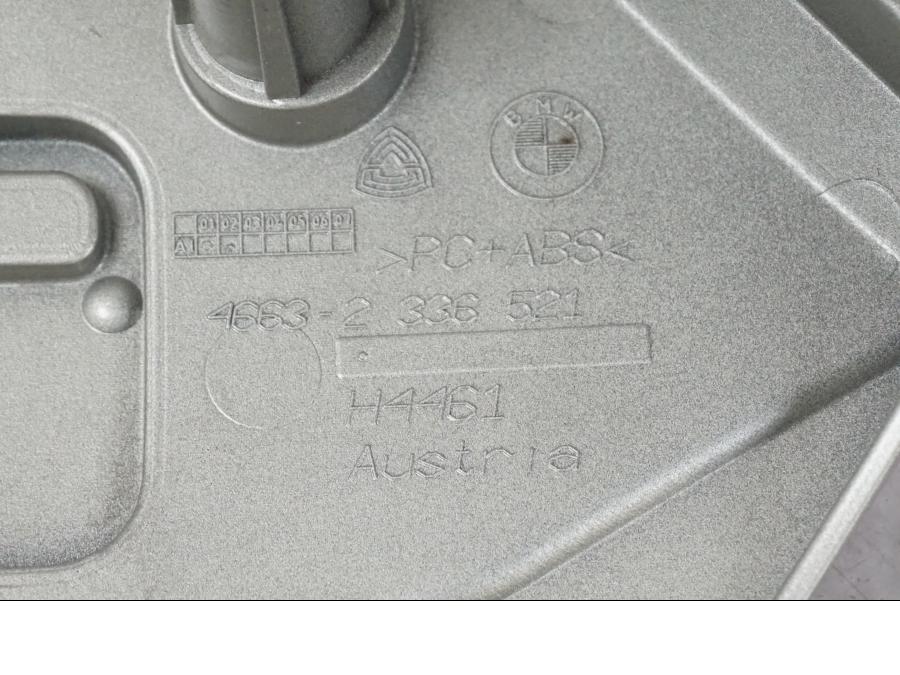 BMW
01 02 03 04 05 06 07
A
>PC+ABS<
4663-2 336 521
H4461
Austria